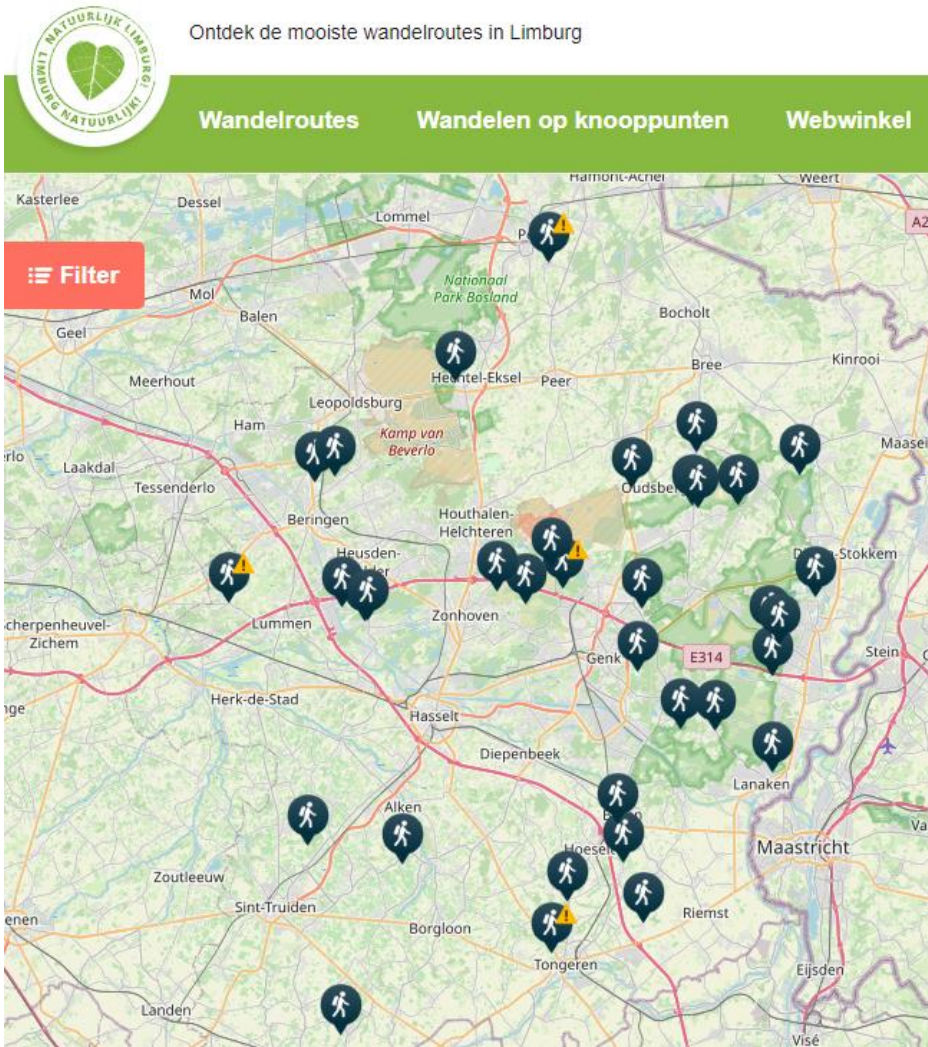 NATUURLIJK LIMBURG!
LIMBURG NATUURLIJK!
Ontdek de mooiste wandelroutes in Limburg
Wandelroutes Wandelen op knooppunten Webwinkel
Hamont-Achel Weert
Kasterlee Dessel
Lommel
A2
Filter
Nationaal
Park Bosland
Mol
Balen
Bocholt
Geel
Bree Kinrooi
Meerhout Hechtel-Eksel Peer
Leopoldsburg
Ham
Kamp van
Beverlo
Laakdal
Tessenderlo
Beringen
Houthalen-
Helchteren
Heusden-
Stokkem
Lummen Zonhoven
Zichem
Genk E314 Stein
Herk-de-Stad
Hasselt
Diepenbeek
Lanaken
Alken
Maastricht
Hoeselt
Zoutleeuw
Sint-Truiden
Riemst
Borgloon
Tongeren
Eijsden
Landen
Visé